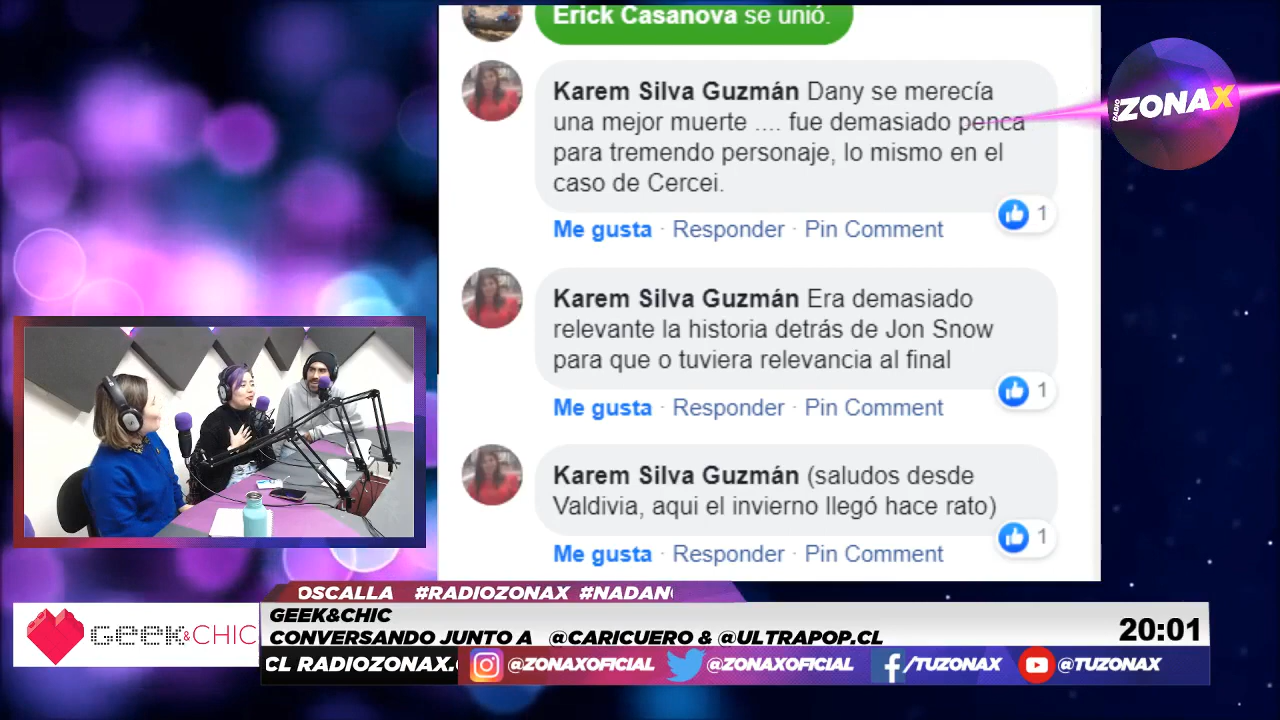 Erick Casanova se unió.
Karem Silva Guzmán Dany se merecía
una mejor muerte .... fue demasiado penca
para tremendo personaje, lo mismo en el
caso de Cercei.
1
Me gusta · Responder · Pin Comment
Karem Silva Guzmán Era demasiado
relevante la historia detrás de Jon Snow
para que o tuviera relevancia al final
1
Me gusta · Responder · Pin Comment
Karem Silva Guzmán (saludos desde
Valdivia, aqui el invierno llegó hace rato)
1
Me gusta · Responder · Pin Comment
RADIO ZONAX
OSCALLA #RADIOZONAX #NADANO
GEEK&CHIC
GEEK&CHIC
CONVERSANDO JUNTO A @CARICUERO & @ULTRAPOP.CL
20:01
CL RADIOZONAX.C
@ZONAXOFICIAL @ZONAXOFICIAL /TUZONAX @TUZONAX